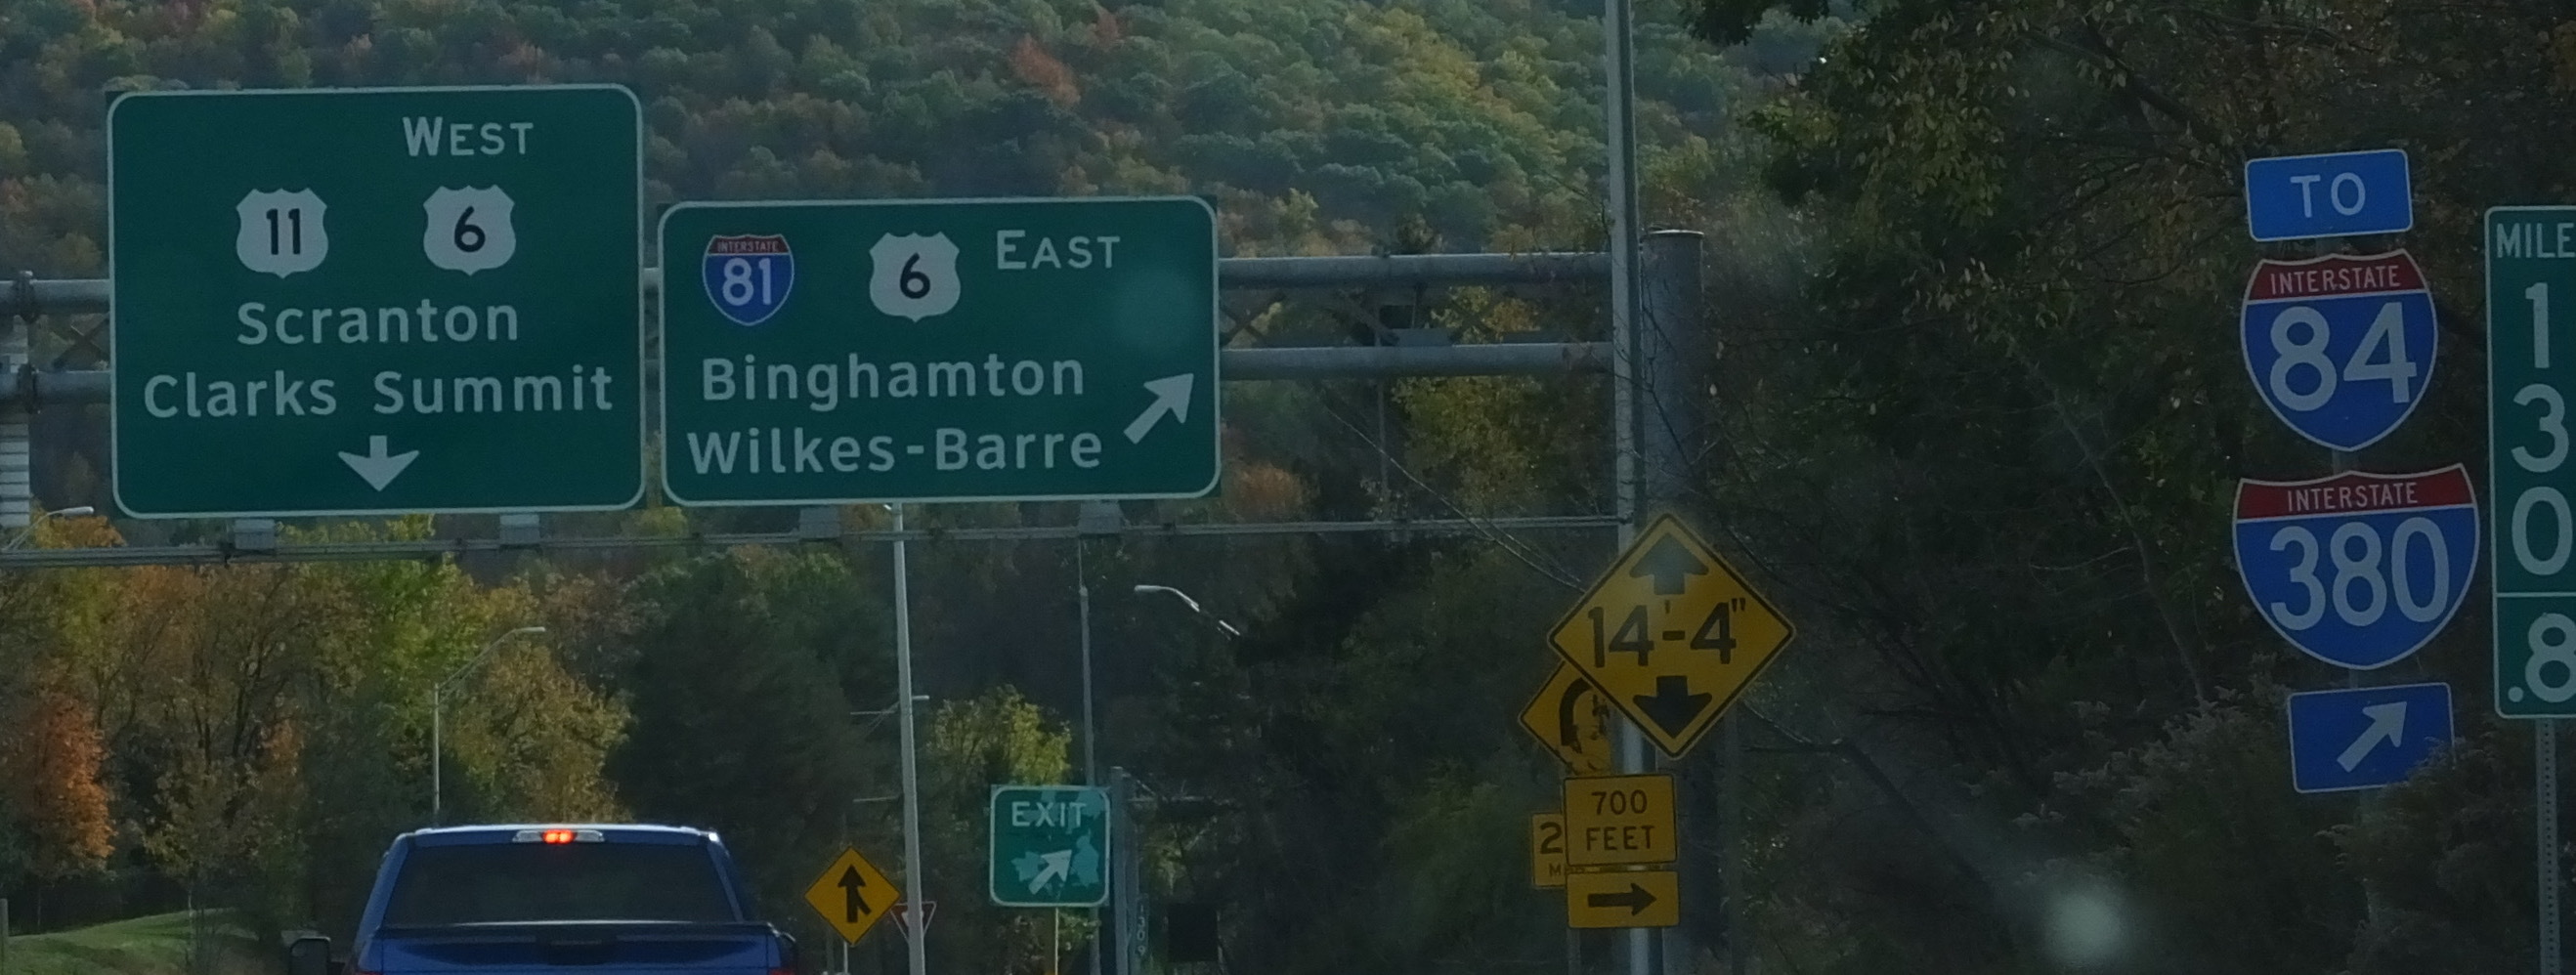 WEST
11 6
Scranton
Clarks Summit
INTERSTATE
81 6 EAST
Binghamton
Wilkes-Barre
EXIT
14'-4"
700
FEET
2
TO
INTERSTATE
84
INTERSTATE
380
MILE
1
3
0
.8